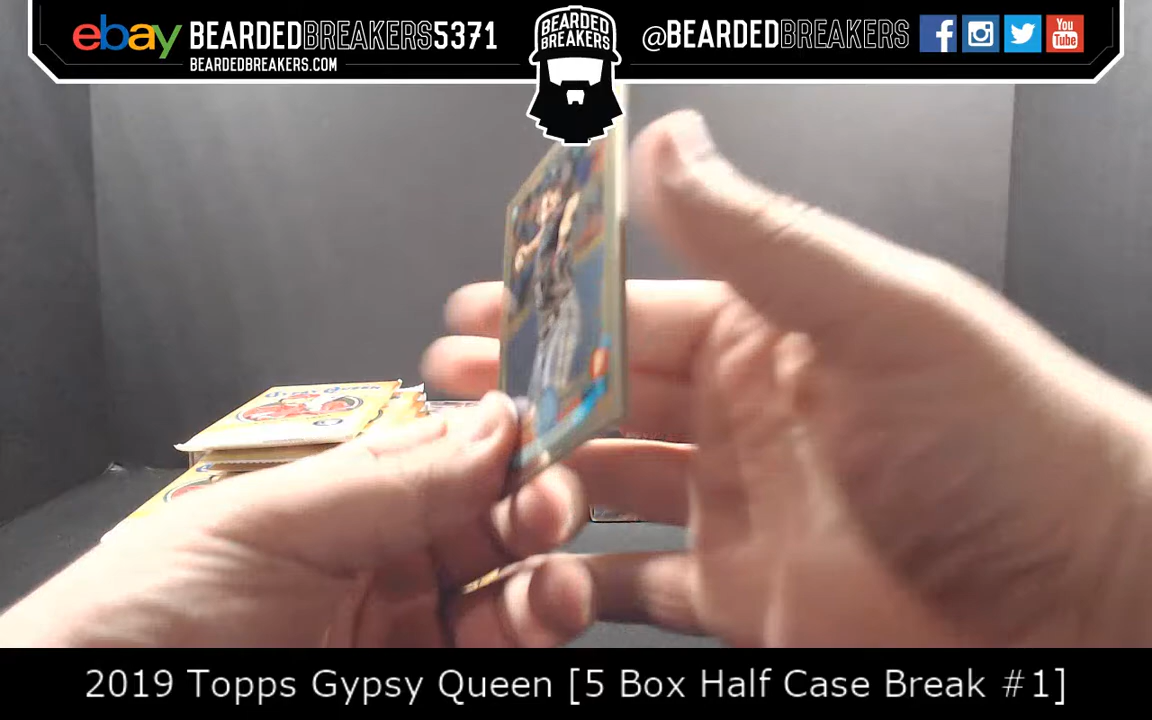 ebay BEARDEDBREAKERS5371
BEARDEDBREAKERS.COM
BEARDED
BREAKERS
@BEARDEDBREAKERS
You
Tube
2019 Topps Gypsy Queen [5 Box Half Case Break #1]